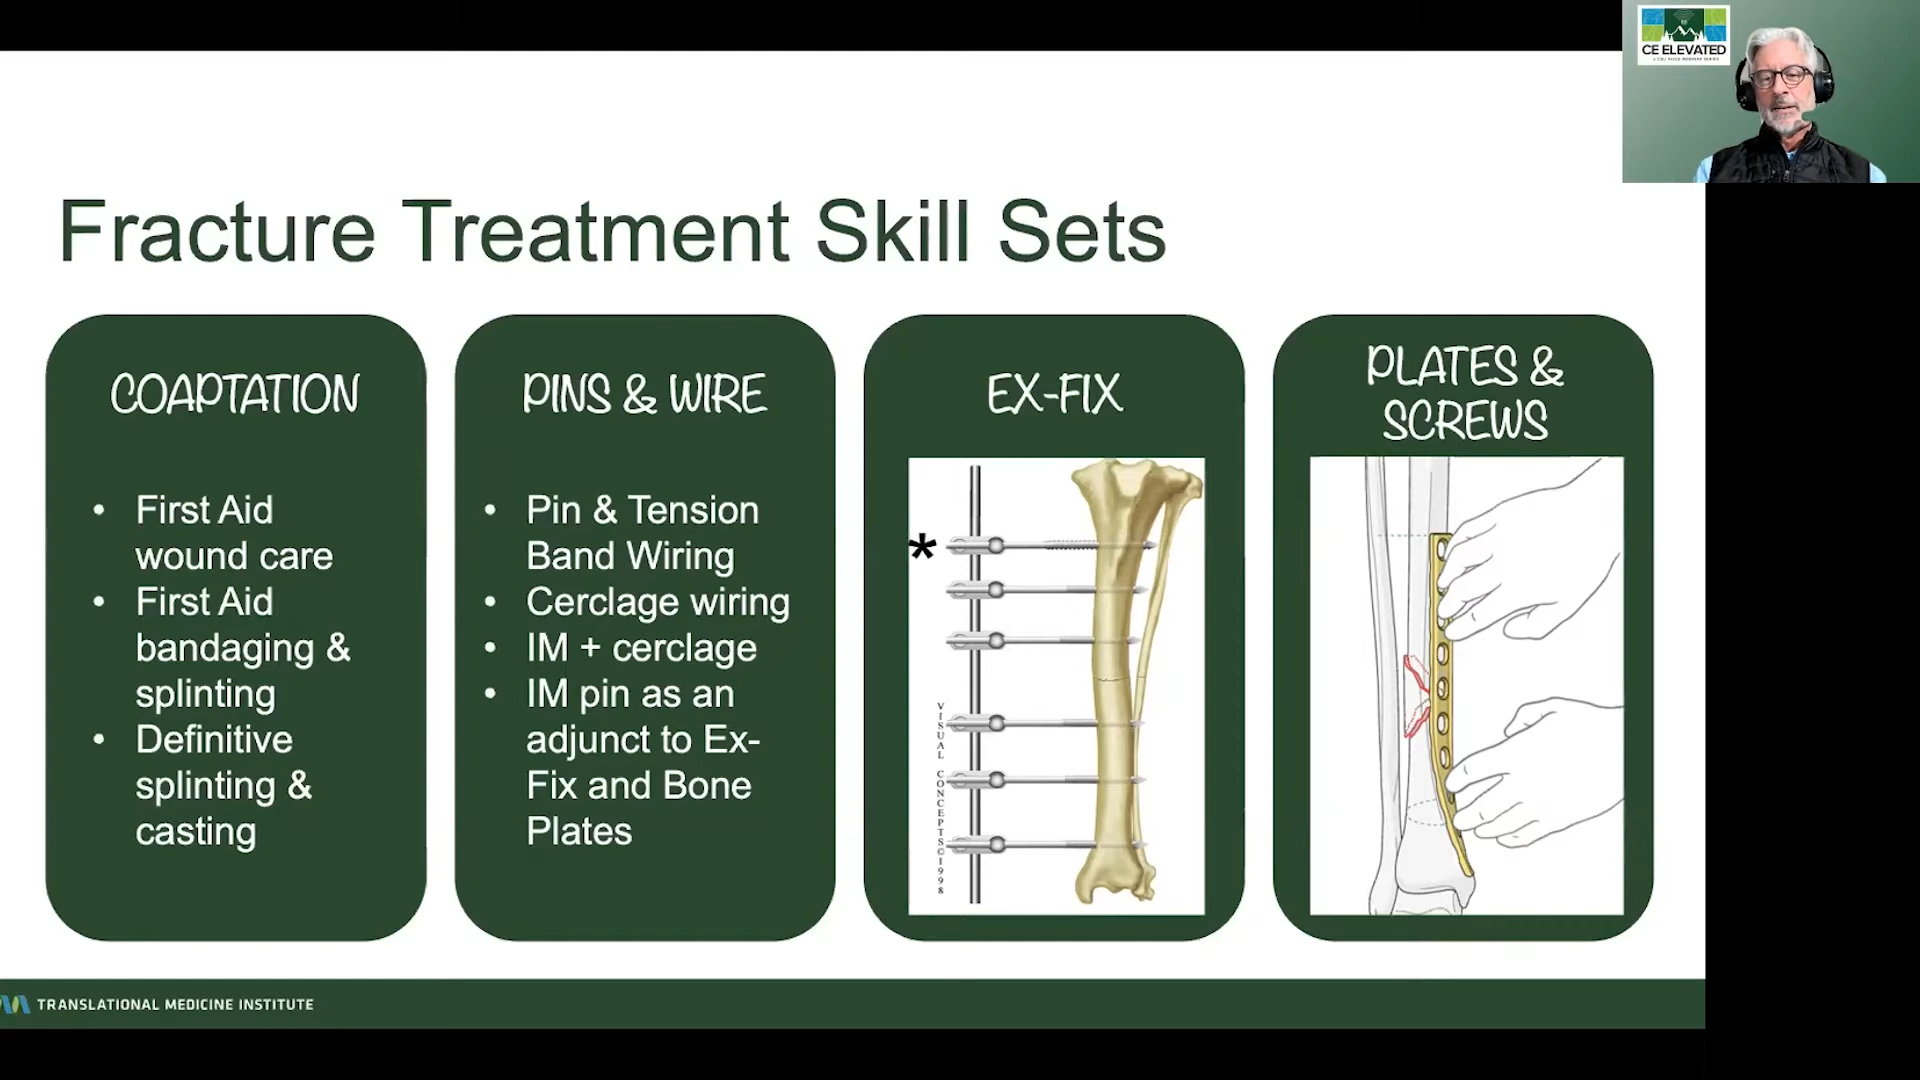 CE ELEVATED
Fracture Treatment Skill Sets
COAPTATION
• First Aid
wound care
• First Aid
bandaging &
splinting
• Definitive
splinting &
casting
PINS & WIRE
• Pin & Tension
Band Wiring
• Cerclage wiring
• IM + cerclage
• IM pin as an
adjunct to Ex-
Fix and Bone
Plates
EX-FIX
*
VISUAL CONCEPTS©1998
PLATES &
SCREWS
TRANSLATIONAL MEDICINE INSTITUTE